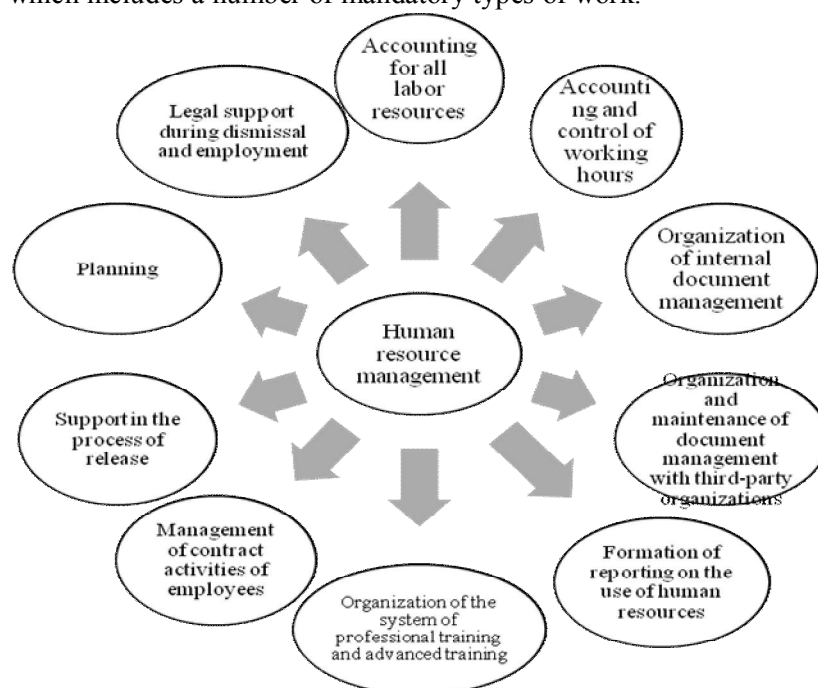 which includes a number of mandatory types of work.
Accounting
for all
labor
resources
Accounti
ng and
control of
working
hours
Organization
of internal
document
management
Organization
and
maintenance of
document
management
with third-party
organizations
Formation of
reporting on the
use of human
resources
Organization of the
system of
professional training
and advanced training
Management
of contract
activities of
employees
Support in the
process of
release
Planning
Legal support
during dismissal
and employment
Human
resource
management